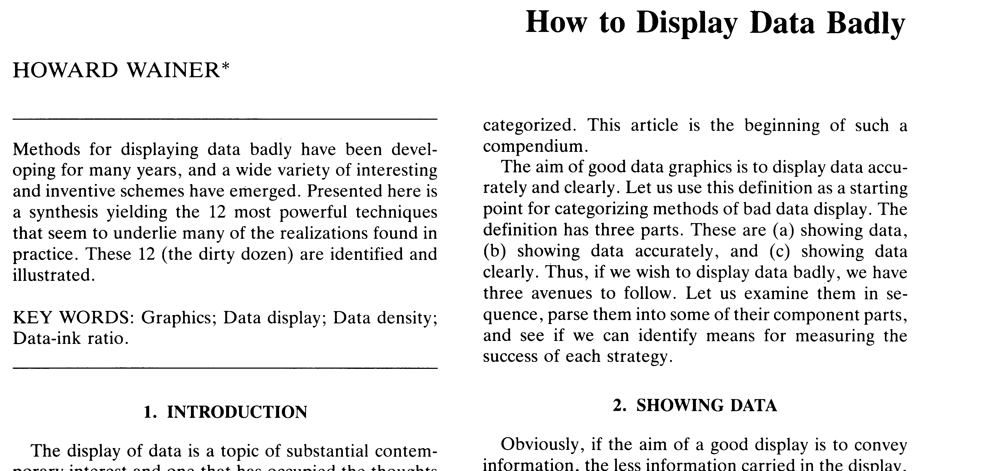 How to Display Data Badly
HOWARD WAINER*
Methods for displaying data badly have been devel-
oping for many years, and a wide variety of interesting
and inventive schemes have emerged. Presented here is
a synthesis yielding the 12 most powerful techniques
that seem to underlie many of the realizations found in
practice. These 12 (the dirty dozen) are identified and
illustrated.
KEY WORDS: Graphics; Data display; Data density;
Data-ink ratio.
1. INTRODUCTION
The display of data is a topic of substantial contem-
porary interest and one that has occupied the thoughts
categorized. This article is the beginning of such a
compendium.
The aim of good data graphics is to display data accu-
rately and clearly. Let us use this definition as a starting
point for categorizing methods of bad data display. The
definition has three parts. These are (a) showing data,
(b) showing data accurately, and (c) showing data
clearly. Thus, if we wish to display data badly, we have
three avenues to follow. Let us examine them in se-
quence, parse them into some of their component parts,
and see if we can identify means for measuring the
success of each strategy.
2. SHOWING DATA
Obviously, if the aim of a good display is to convey
information, the less information carried in the display,